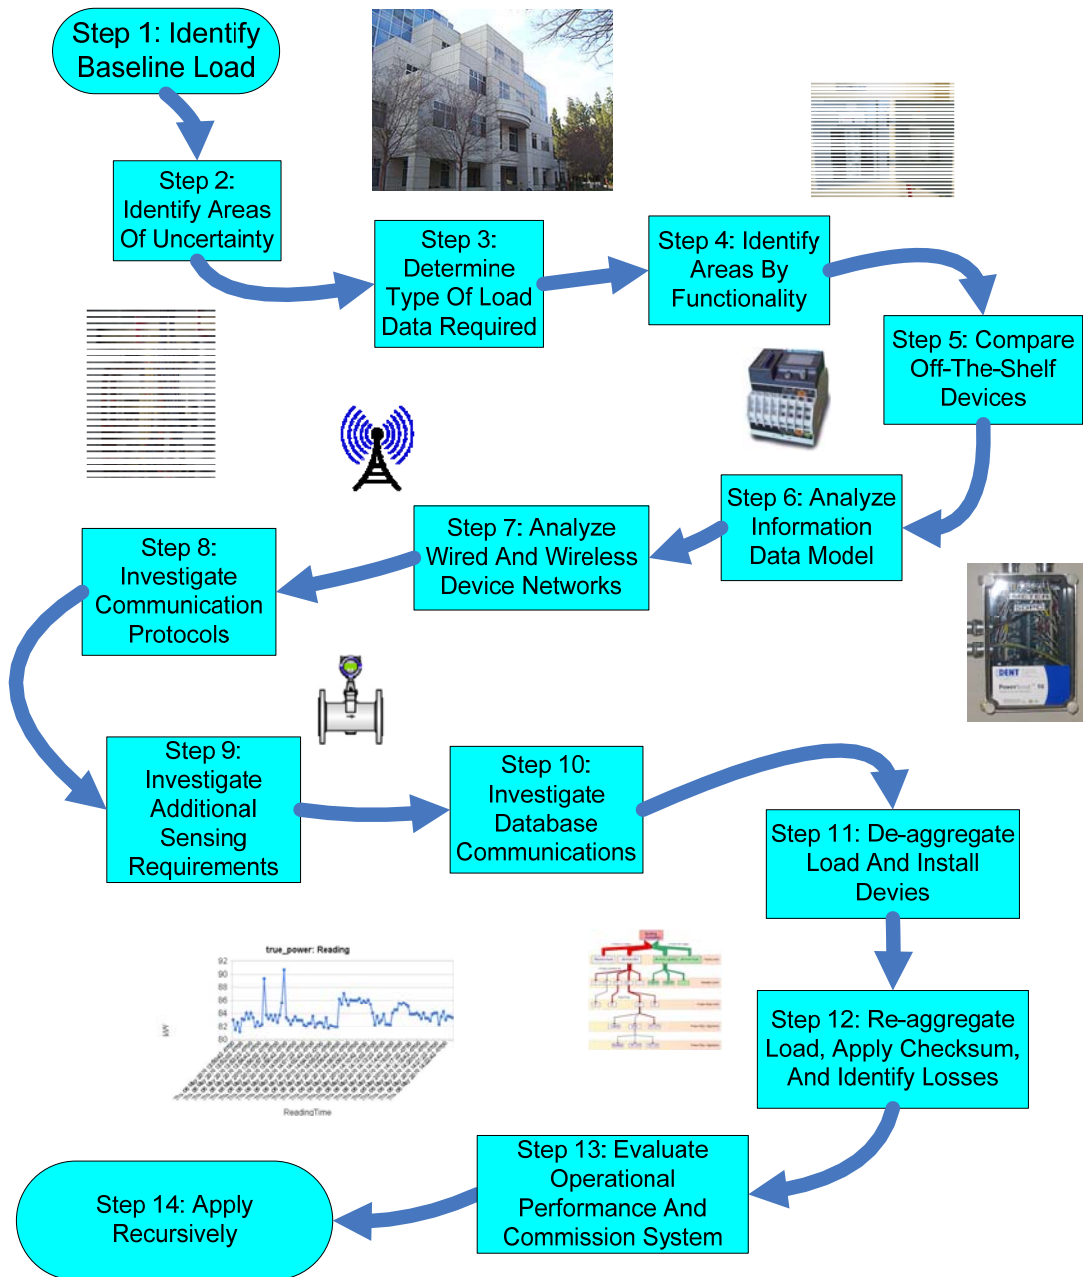 Step 1: Identify
Baseline Load
Step 2:
Identify Areas
Of Uncertainty
Step 3:
Determine
Type Of Load
Data Required
Step 4: Identify
Areas By
Functionality
Step 5: Compare
Off-The-Shelf
Devices
Step 6: Analyze
Information
Data Model
Step 7: Analyze
Wired And Wireless
Device Networks
Step 8:
Investigate
Communication
Protocols
DENT
Step 9:
Investigate
Additional
Sensing
Requirements
Step 10:
Investigate
Database
Communications
Step 11: De-aggregate
Load And Install
Devies
true_power: Reading
92
90
88
86
84
82
80
kW
ReadingTime
Step 12: Re-aggregate
Load, Apply Checksum,
And Identify Losses
Step 13: Evaluate
Operational
Performance And
Commission System
Step 14: Apply
Recursively